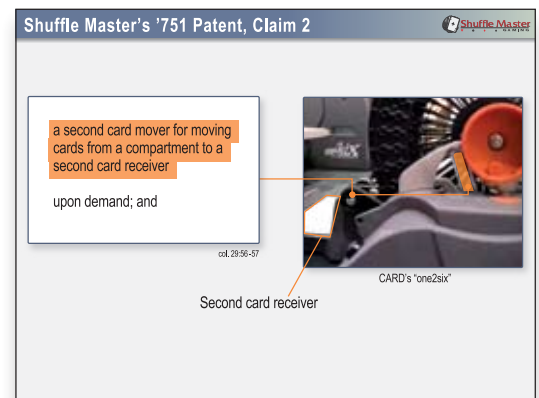 Shuffle Master's '751 Patent, Claim 2
Shuffle Master
GAMING
a second card mover for moving
cards from a compartment to a
second card receiver
upon demand; and
col. 29:56-57
CARD's "one2six"
Second card receiver